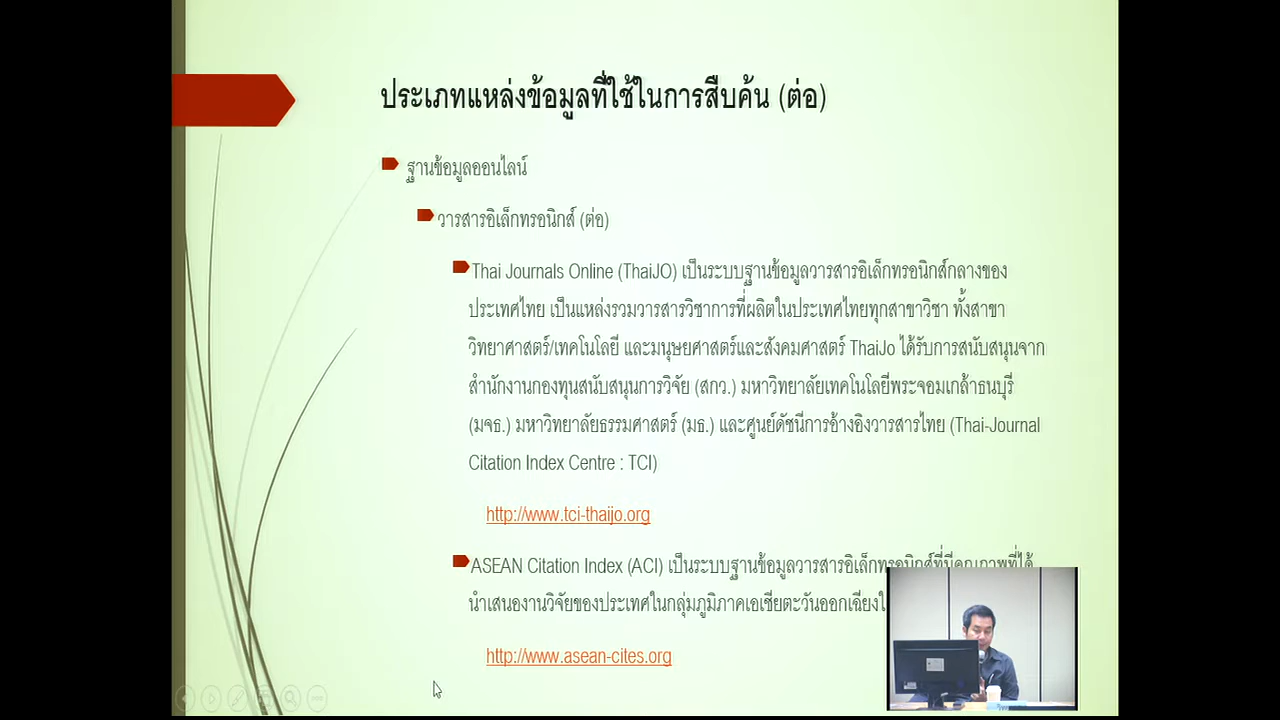 ประเภทแหล่งข้อมูลที่ใช้ในการสืบค้น (ต่อ)
ฐานข้อมูลออนไลน์
วารสารอิเล็กทรอนิกส์ (ต่อ)
Thai Journals Online (ThaiJO) เป็นระบบฐานข้อมูลวารสารอิเล็กทรอนิกส์กลางของ
ประเทศไทย เป็นแหล่งรวมวารสารวิชาการที่ผลิตในประเทศไทยทุกสาขาวิชา ทั้งสาขา
วิทยาศาสตร์/เทคโนโลยี และมนุษยศาสตร์และสังคมศาสตร์ ThaiJo ได้รับการสนับสนุนจาก
สำนักงานกองทุนสนับสนุนการวิจัย (สกว.) มหาวิทยาลัยเทคโนโลยีพระจอมเกล้าธนบุรี
(มจธ.) มหาวิทยาลัยธรรมศาสตร์ (มธ.) และศูนย์ดัชนีการอ้างอิงวารสารไทย (Thai-Journal
Citation Index Centre : TCI)
http://www.tci-thaijo.org
ASEAN Citation Index (ACI) เป็นระบบฐานข้อมูลวารสารอิเล็กทรอนิกส์ที่มีคุณภาพที่ได้
นำเสนองานวิจัยของประเทศในกลุ่มภูมิภาคเอเชียตะวันออกเฉียง
http://www.asean-cites.org